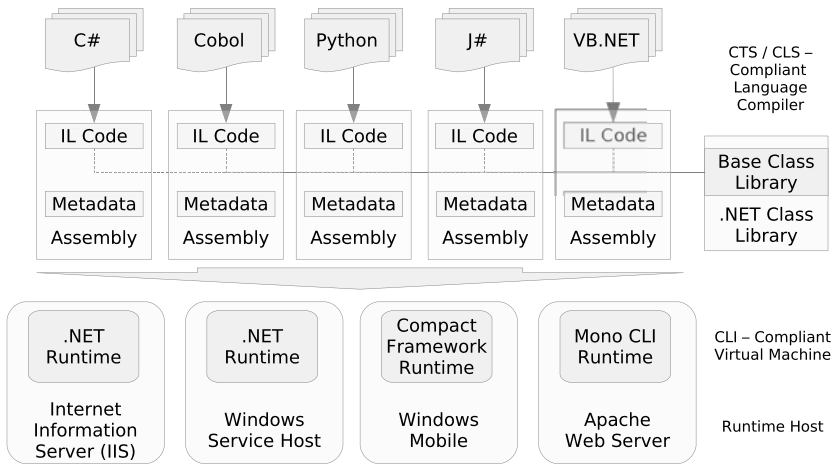 C#
Cobol
Python
J#
VB.NET
CTS / CLS –
Compliant
Language
Compiler
IL Code
IL Code
IL Code
IL Code
IL Code
Base Class
Library
Metadata
Metadata
Metadata
Metadata
Metadata
.NET Class
Library
Assembly
Assembly
Assembly
Assembly
Assembly
.NET
Runtime
.NET
Runtime
Compact
Framework
Runtime
Mono CLI
Runtime
CLI – Compliant
Virtual Machine
Internet
Information
Server (IIS)
Windows
Service Host
Windows
Mobile
Apache
Web Server
Runtime Host